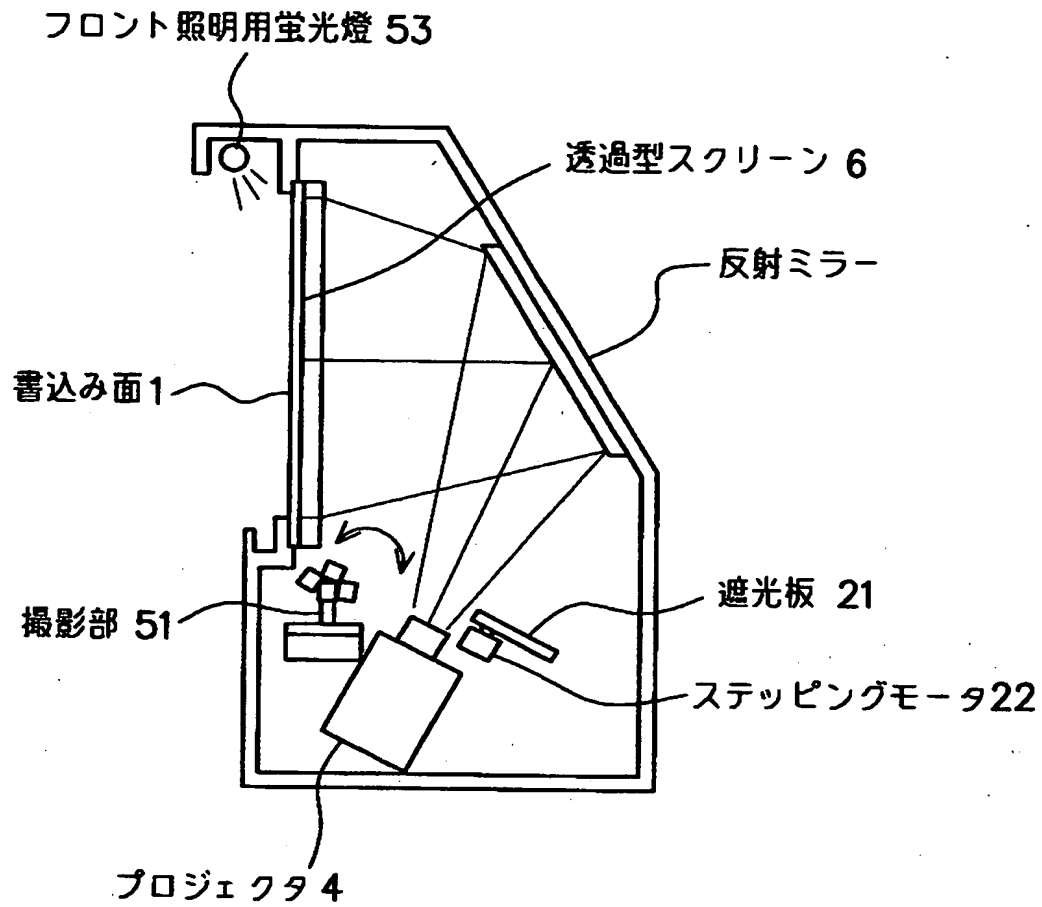 フロント照明用蛍光燈 53
透過型スクリーン 6
反射ミラー
書込み面1
遮光板 21
撮影部 51
ステッピングモータ22
プロジェクタ4